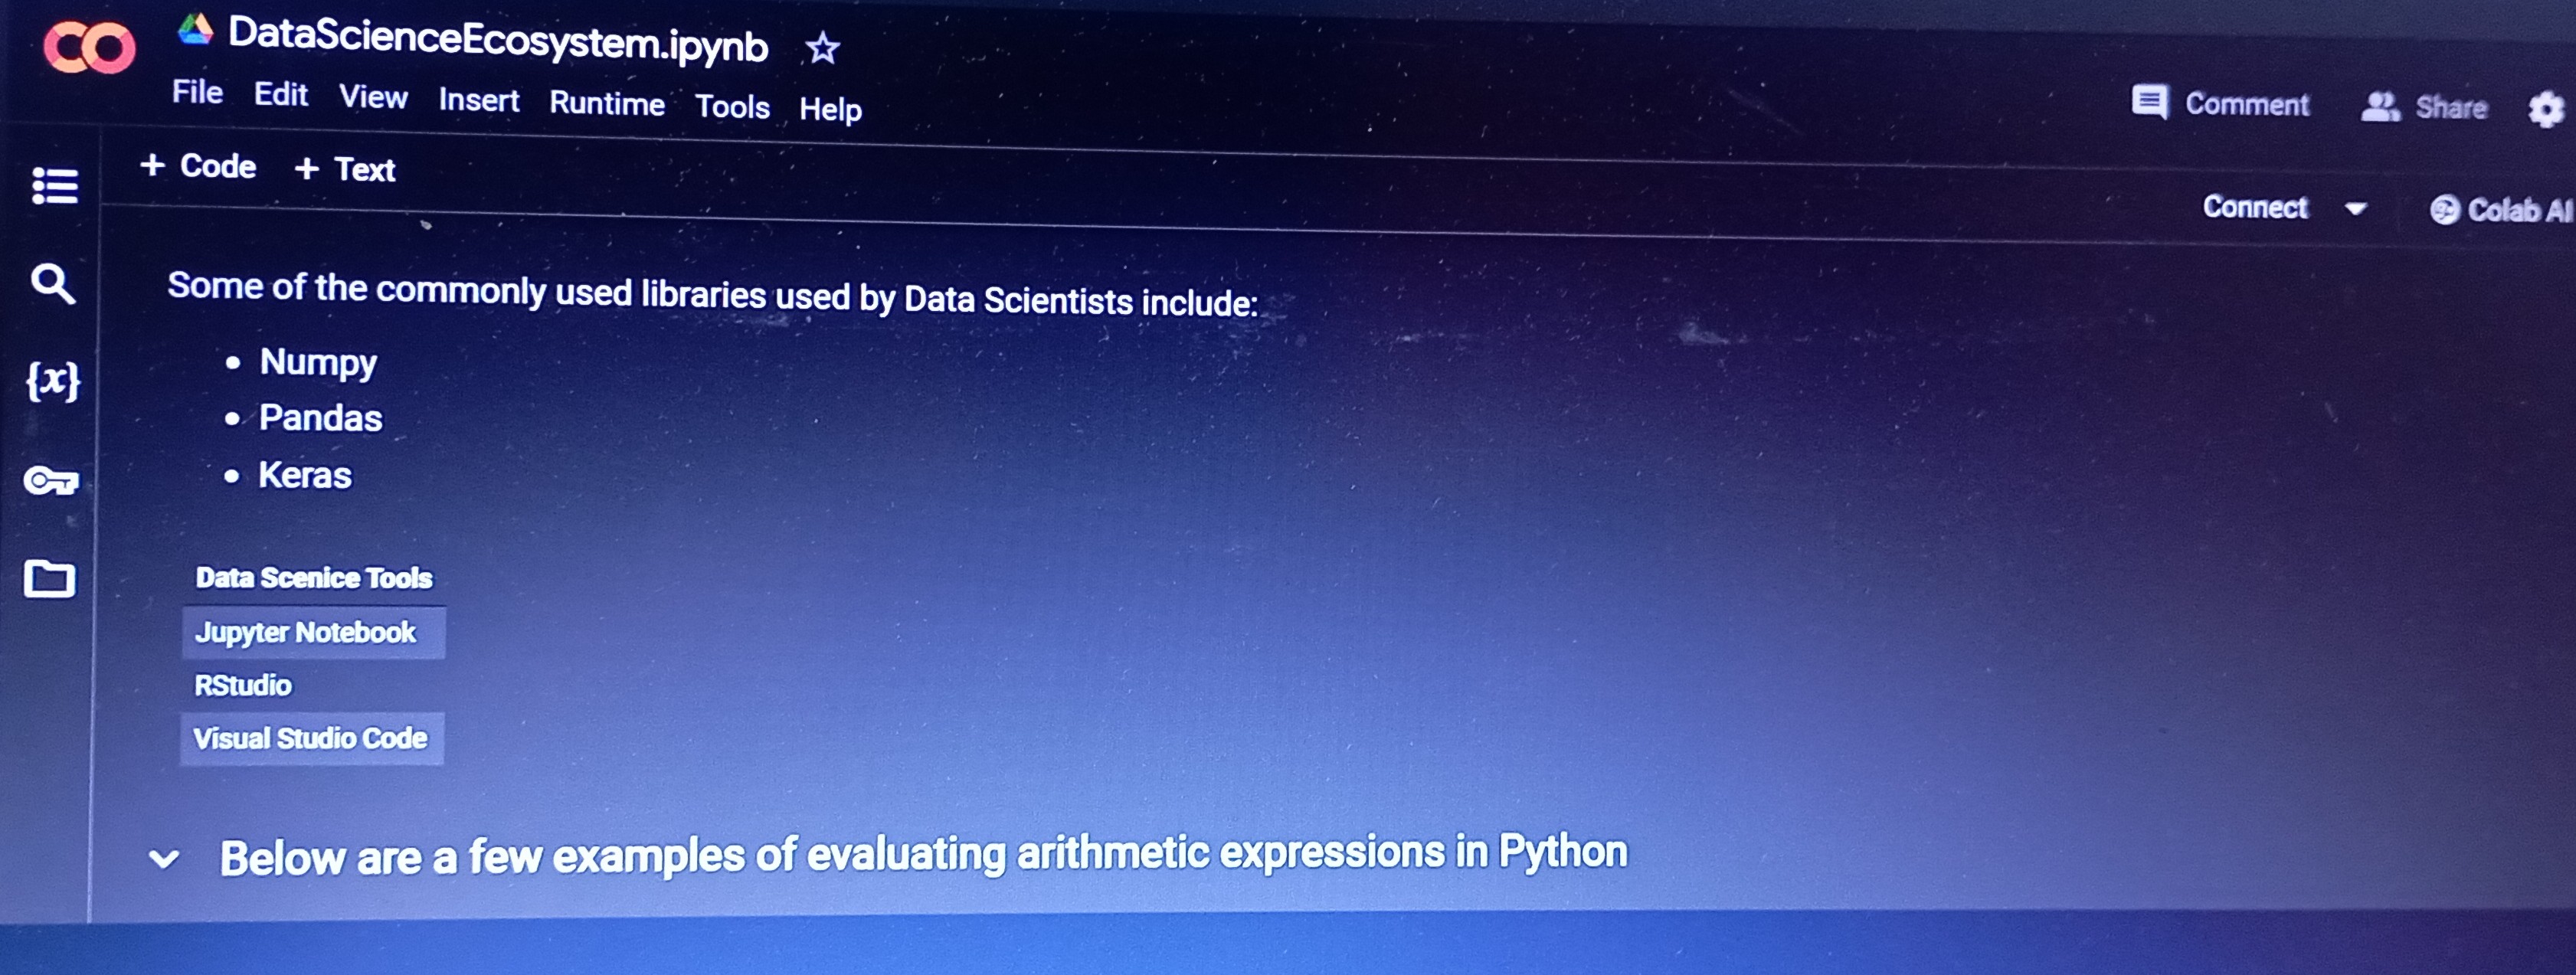 DataScienceEcosystem.ipynb
File Edit View Insert Runtime Tools Help
Comment Share
+ Code + Text
Connect
Colab AI
Some of the commonly used libraries used by Data Scientists include:
• Numpy
• Pandas
• Keras
{x}
Data Scenice Tools
Jupyter Notebook
RStudio
Visual Studio Code
Below are a few examples of evaluating arithmetic expressions in Python